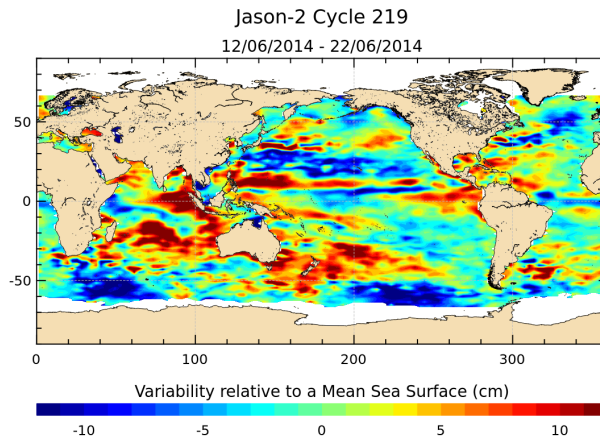 Jason-2 Cycle 219
12/06/2014 - 22/06/2014
50
0
-50
0 100 200 300
Variability relative to a Mean Sea Surface (cm)
-10 -5 0 5 10